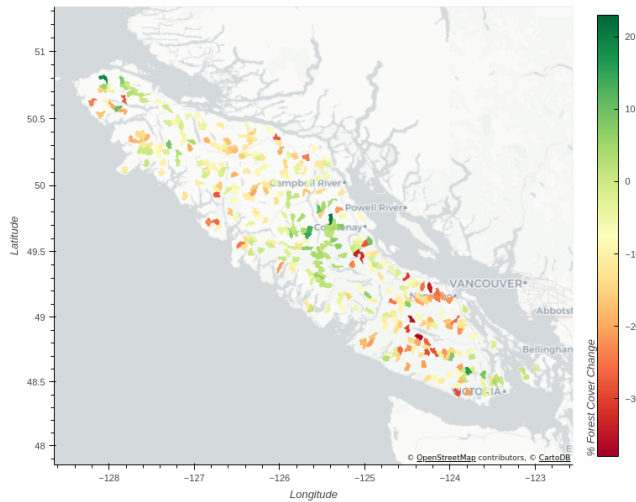 51
50.5
50
49.5
49
48.5
48
Latitude
Campbell River
Powell River
VANCOUVER
Abbotsf
Bellingham
VICTORIA
© OpenStreetMap contributors, © CartoDB
−128
−127
−126
−125
−124
−123
Longitude
20
10
0
−1
−2
−3
% Forest Cover Change